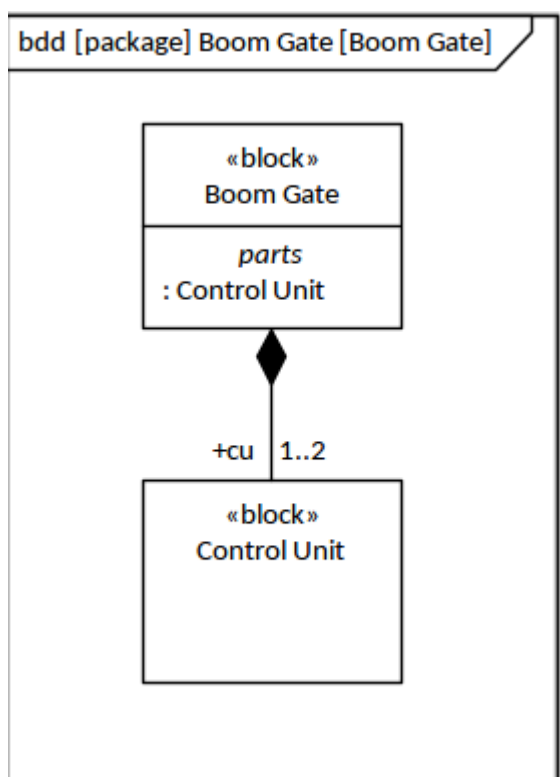 bdd [package] Boom Gate [Boom Gate]
«block»
Boom Gate
parts
: Control Unit
+cu 1..2
«block»
Control Unit